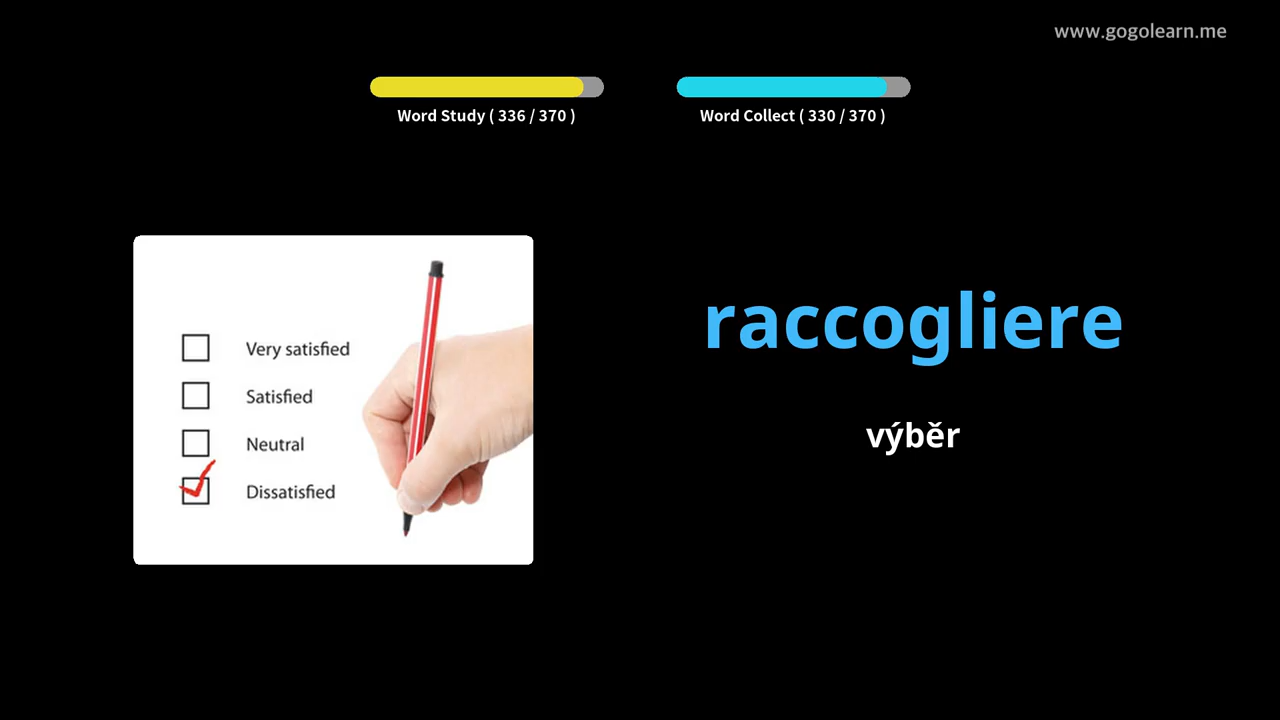 www.gogolearn.me
Word Study ( 336 / 370 )
Word Collect ( 330 / 370 )
Very satisfied
Satisfied
Neutral
Dissatisfied
raccogliere
výběr